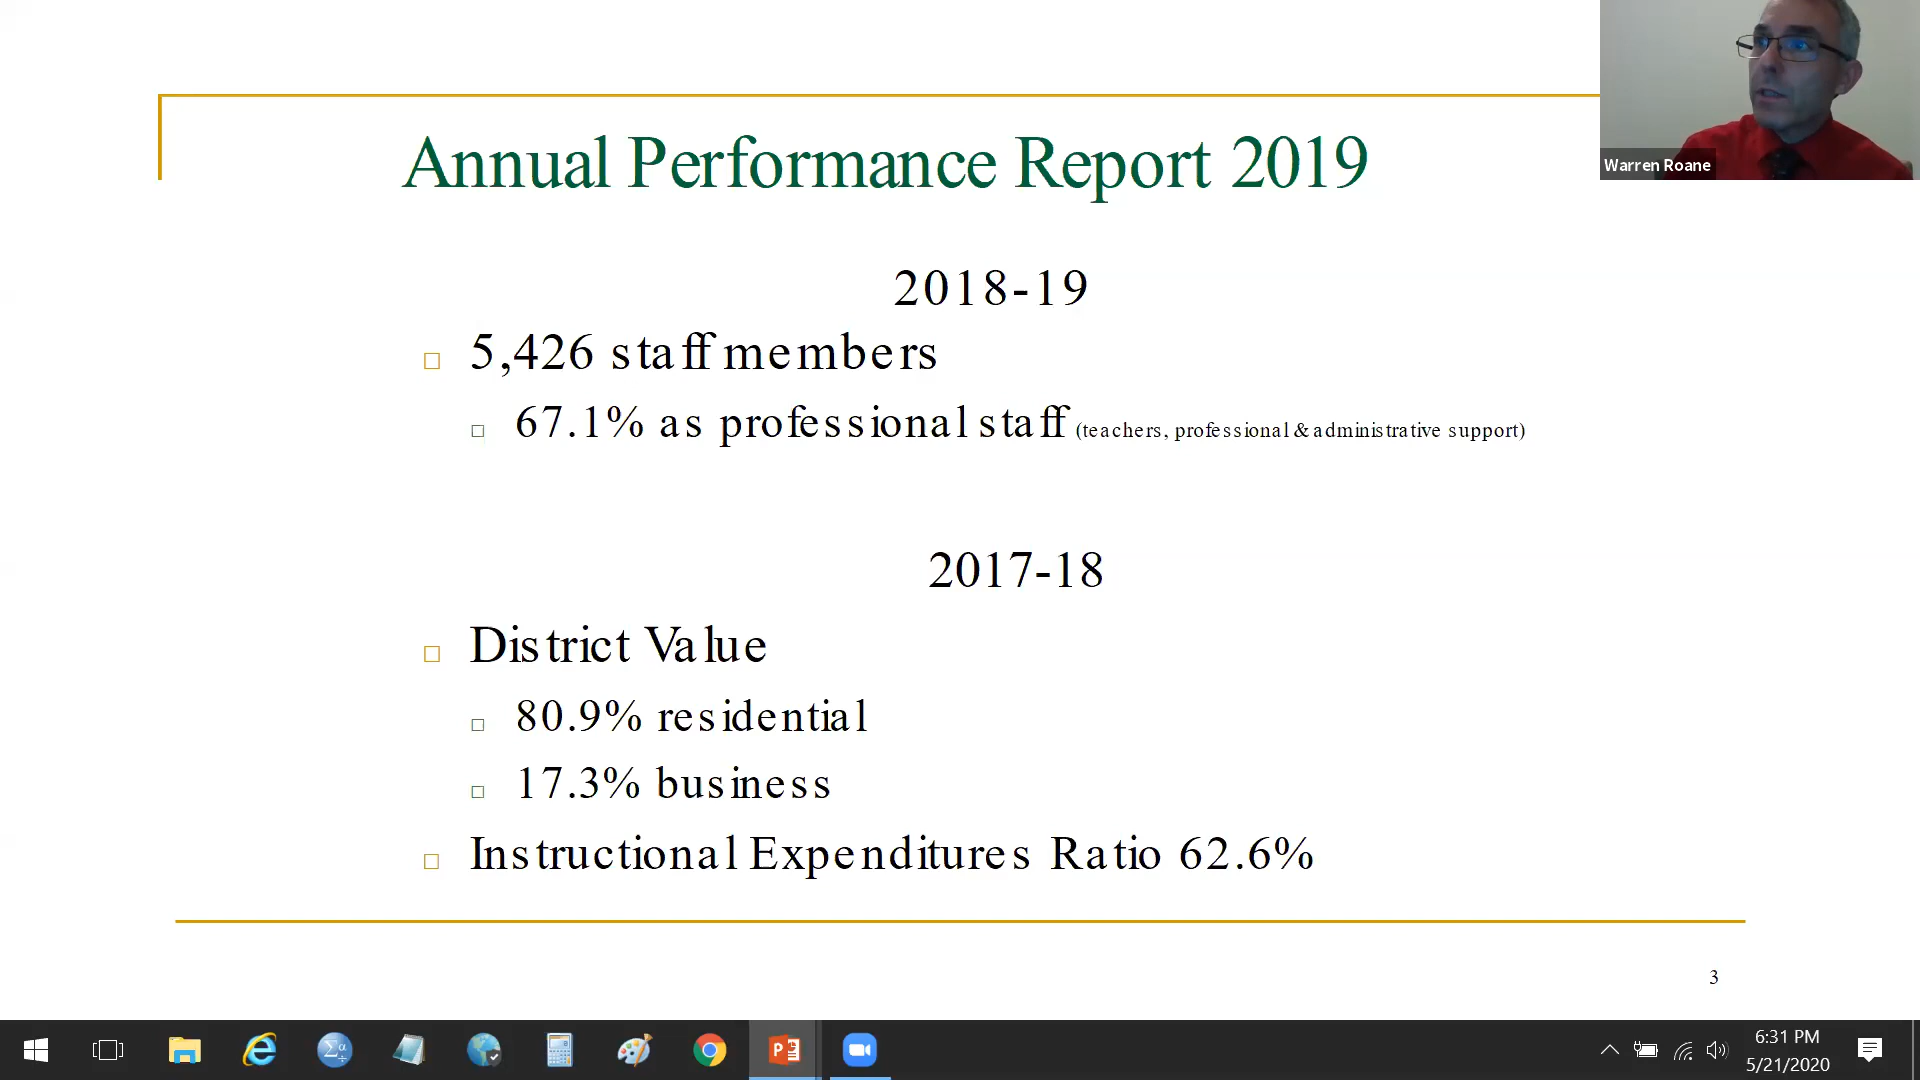 Annual Performance Report 2019
Warren Roane
2018-19
5,426 staff members
67.1% as professional staff (teachers, professional & administrative support)
2017-18
District Value
80.9% residential
17.3% business
Instructional Expenditures Ratio 62.6%
3
6:31 PM
5/21/2020